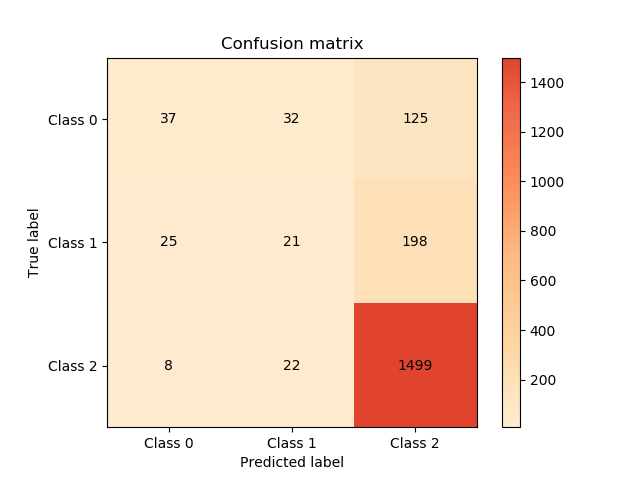 Confusion matrix
Class 0 37 32 125
Class 1 25 21 198
Class 2 8 22 1499
Class 0 Class 1 Class 2
True label
Predicted label
1400
1200
1000
800
600
400
200